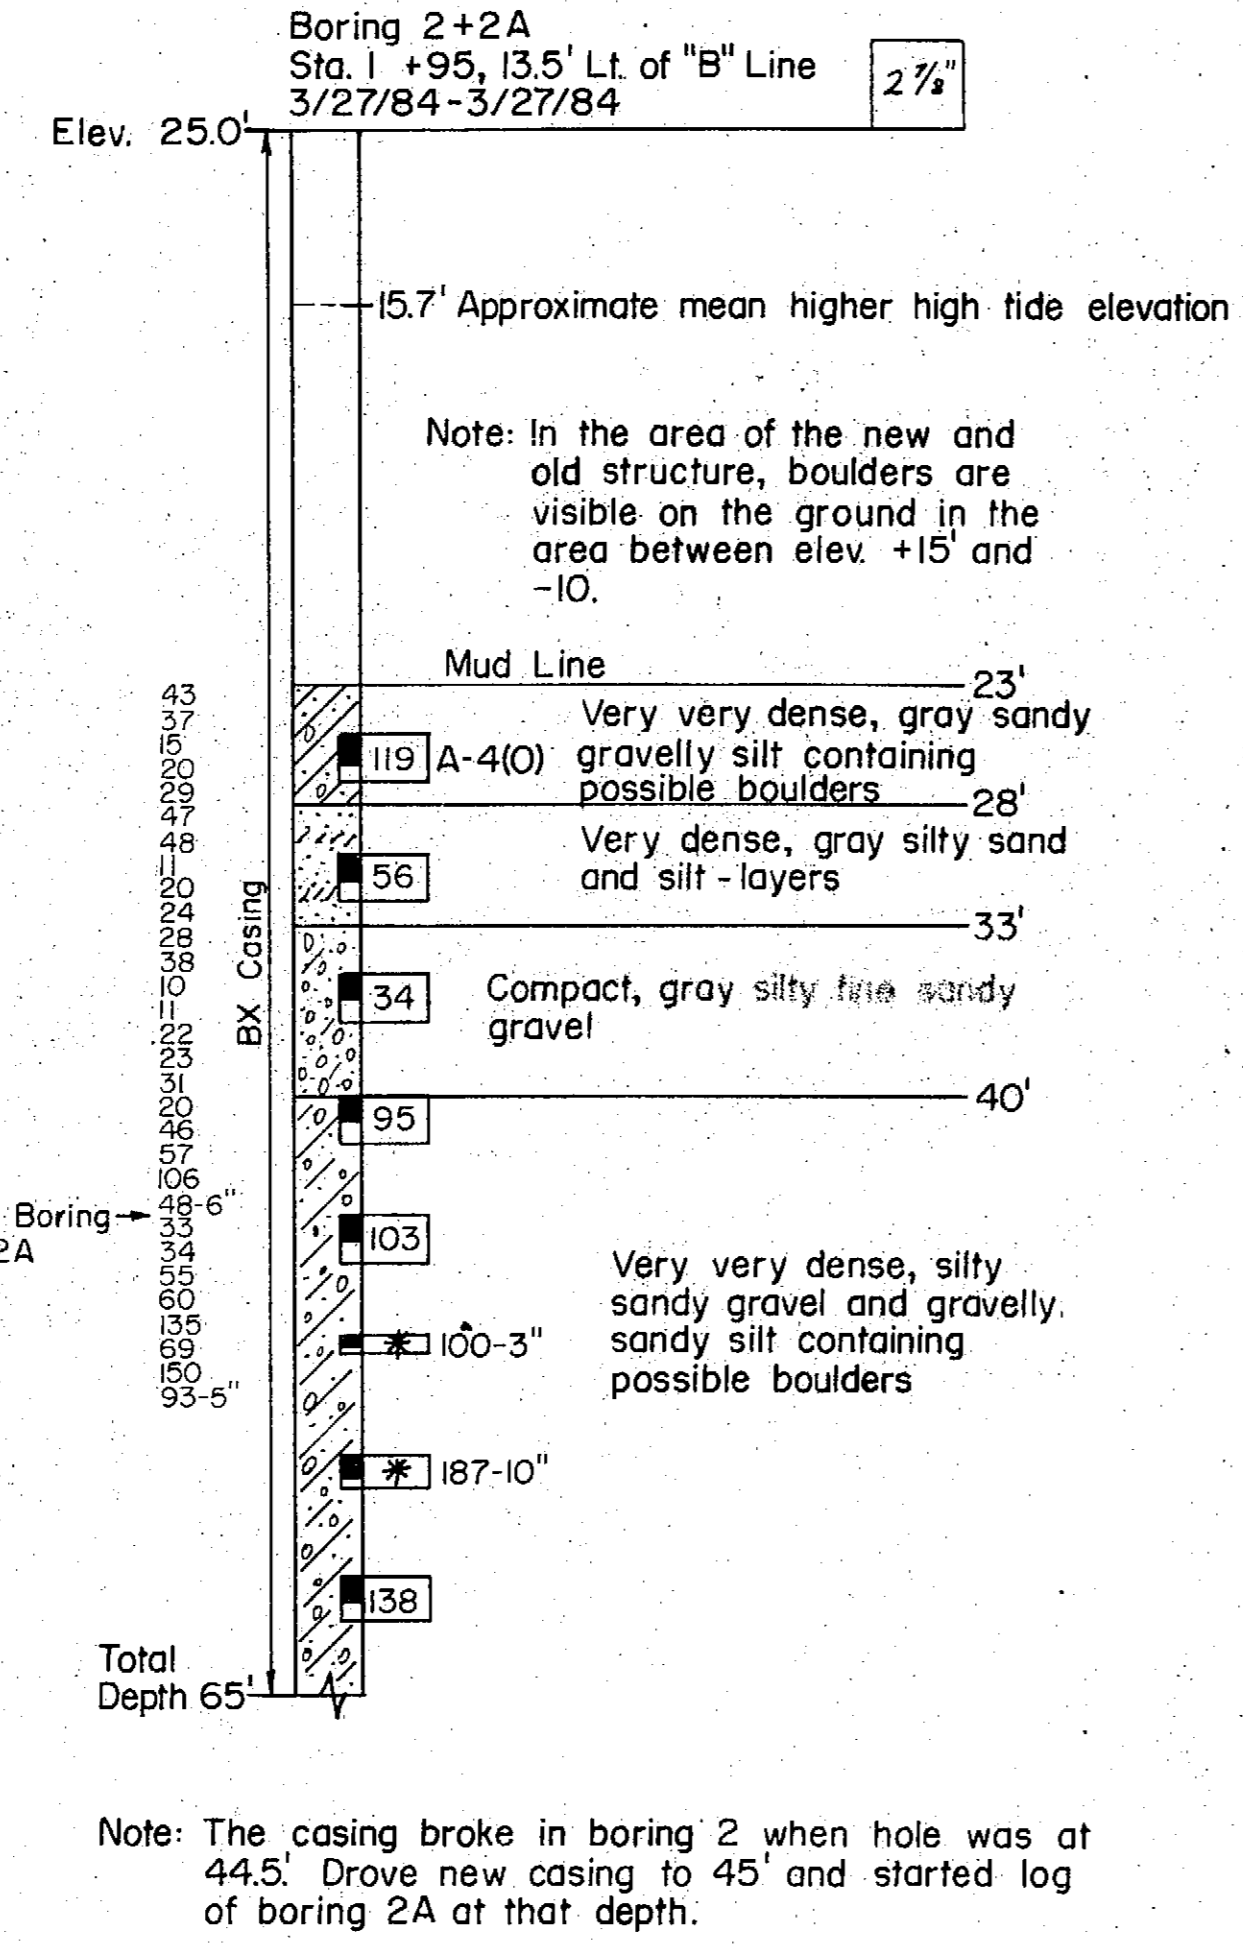 Boring 2+2A
Sta. 1 +95, 13.5' Lt. of "B" Line
3/27/84-3/27/84
2 7/8"
Elev. 25.0'
15.7' Approximate mean higher high tide elevation
Note: In the area of the new and
old structure, boulders are
visible on the ground in the
area between elev. +15' and
-10.
Mud Line
23'
43
37
15
20
29
47
48
11
20
24
28
38
10
11
22
23
31
20
46
57
106
48-6"
33
34
55
60
135
69
150
93-5"
BX Casing
Boring
2A
Very very dense, gray sandy
119 A-4(0) gravelly silt containing
possible boulders
28'
Very dense, gray silty sand
56 and silt - layers
33'
34 Compact, gray silty fine sandy
gravel
40'
95
103
Very very dense, silty
sandy gravel and gravelly,
* 100-3" sandy silt containing
possible boulders
* 187-10"
138
Total
Depth 65'
Note: The casing broke in boring 2 when hole was at
44.5'. Drove new casing to 45' and started log
of boring 2A at that depth.